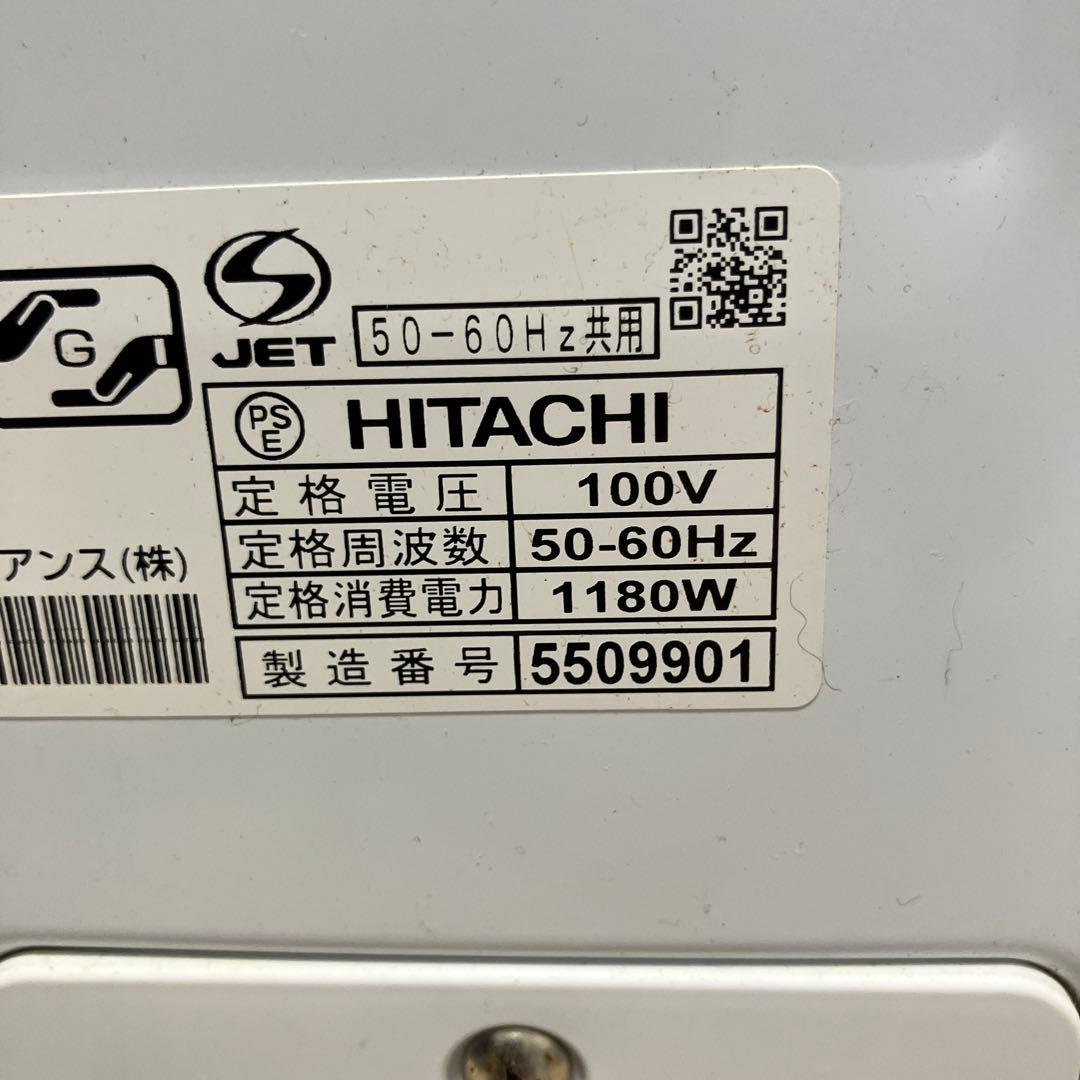 JET
50-60Hz共用
G
PS
E
HITACHI
定格電圧 100V
定格周波数 50-60Hz
アンス(株)
定格消費電力 1180W
製造番号 5509901